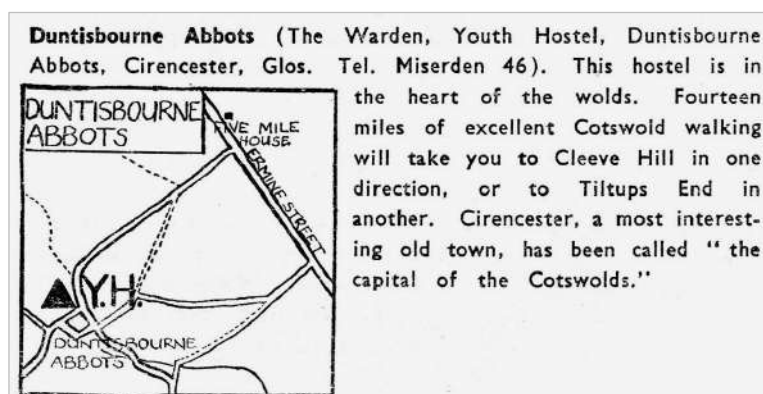 Duntisbourne Abbots (The Warden, Youth Hostel, Duntisbourne
Abbots, Cirencester, Glos. Tel. Miserden 46). This hostel is in
the heart of the wolds. Fourteen
miles of excellent Cotswold walking
will take you to Cleeve Hill in one
direction, or to Tiltups End in
another. Cirencester, a most interest-
ing old town, has been called " the
capital of the Cotswolds."
DUNTISBOURNE
ABBOTS
FIVE MILE
HOUSE
ERMINE STREET
Y.H.
DUNTISBOURNE
ABBOTS